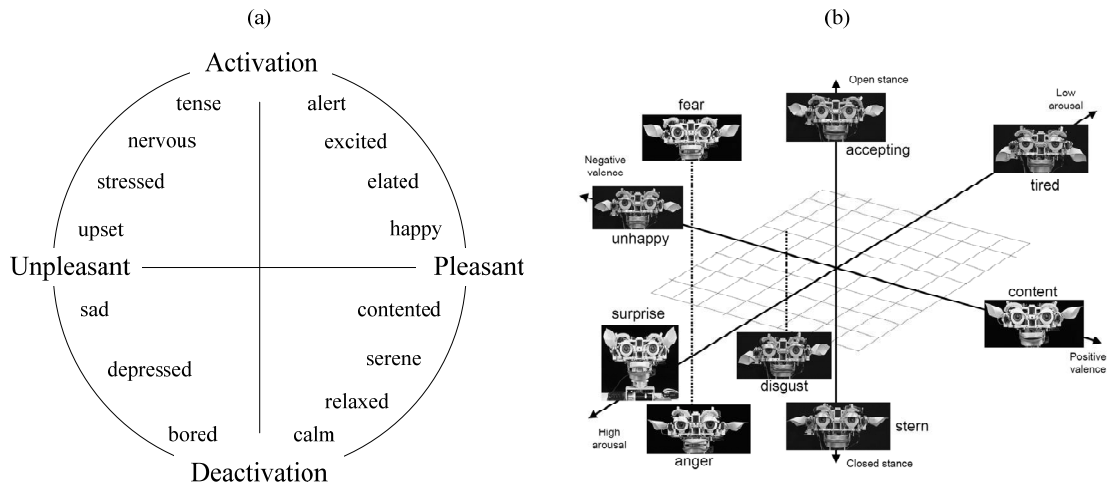 (a)
Activation
tense
alert
nervous
excited
stressed
elated
upset
happy
Unpleasant
Pleasant
sad
contented
depressed
serene
relaxed
bored
calm
Deactivation
(b)
Open stance
Low
arousal
fear
accepting
tired
Negative
valence
unhappy
content
surprise
Positive
valence
disgust
High
arousal
anger
stern
Closed stance